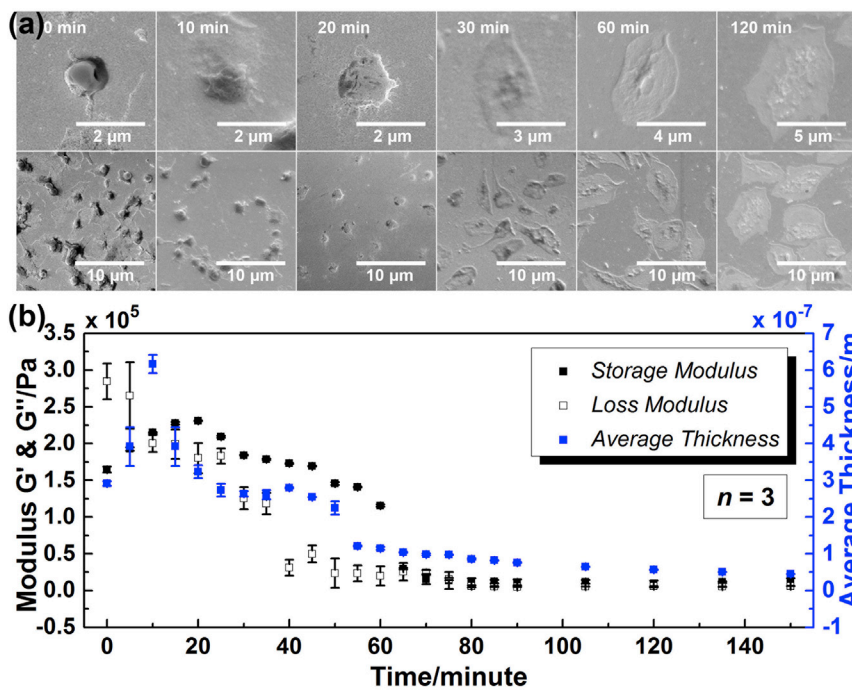 (a) 0 min 10 min 20 min 30 min 60 min 120 min
2 µm 2 µm 2 µm 3 µm 4 µm 5 µm
10 µm 10 µm 10 µm 10 µm 10 µm 10 µm
(b) x 10⁵ x 10⁻⁷
Modulus G' & G''/Pa
3.5
3.0
2.5
2.0
1.5
1.0
0.5
0.0
-0.5
Storage Modulus
Loss Modulus
Average Thickness
n = 3
7
6
5
4
3
2
1
0
-1
Average Thickness/m
0 20 40 60 80 100 120 140
Time/minute